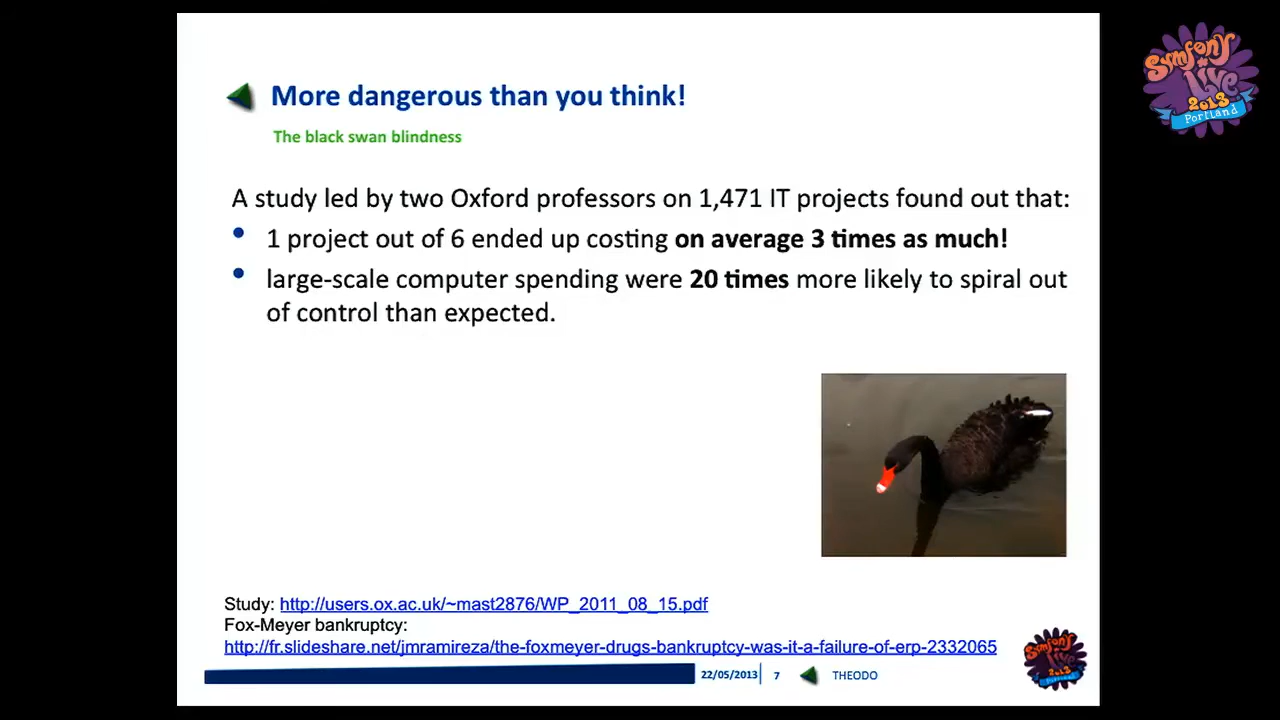 Symfony
Live
2013
Portland
More dangerous than you think!
The black swan blindness
A study led by two Oxford professors on 1,471 IT projects found out that:
1 project out of 6 ended up costing on average 3 times as much!
large-scale computer spending were 20 times more likely to spiral out
of control than expected.
Study: http://users.ox.ac.uk/~mast2876/WP_2011_08_15.pdf
Fox-Meyer bankruptcy:
http://fr.slideshare.net/jmramireza/the-foxmeyer-drugs-bankruptcy-was-it-a-failure-of-erp-2332065
22/05/2013 7 THEODO
Symfony
Live
2013
Portland